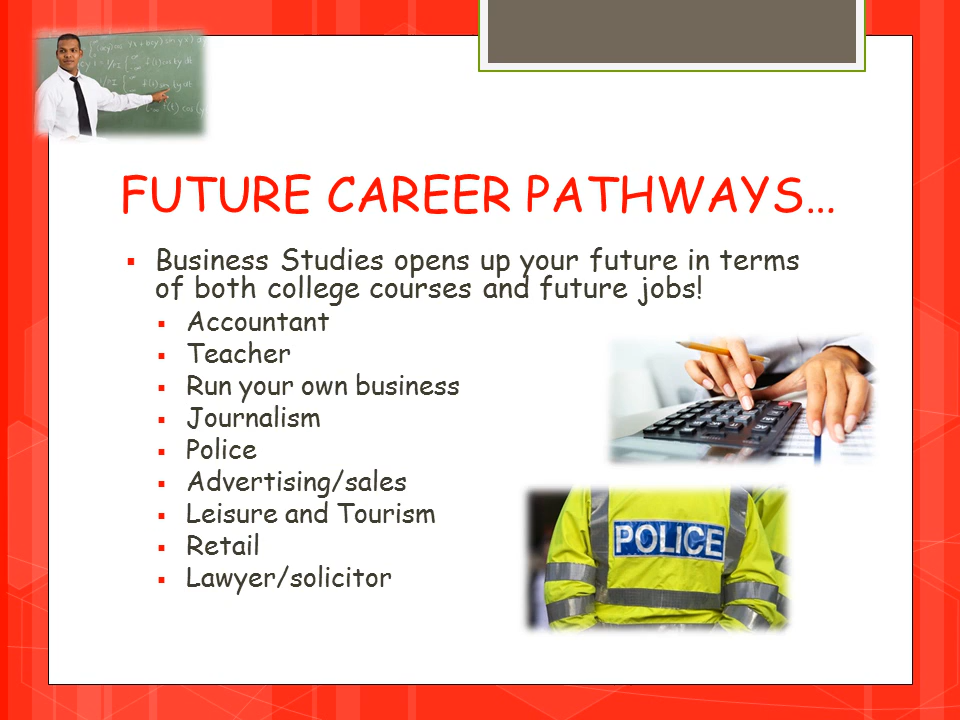 FUTURE CAREER PATHWAYS…
▪ Business Studies opens up your future in terms
of both college courses and future jobs!
▪ Accountant
▪ Teacher
▪ Run your own business
▪ Journalism
▪ Police
▪ Advertising/sales
▪ Leisure and Tourism
▪ Retail
▪ Lawyer/solicitor
POLICE